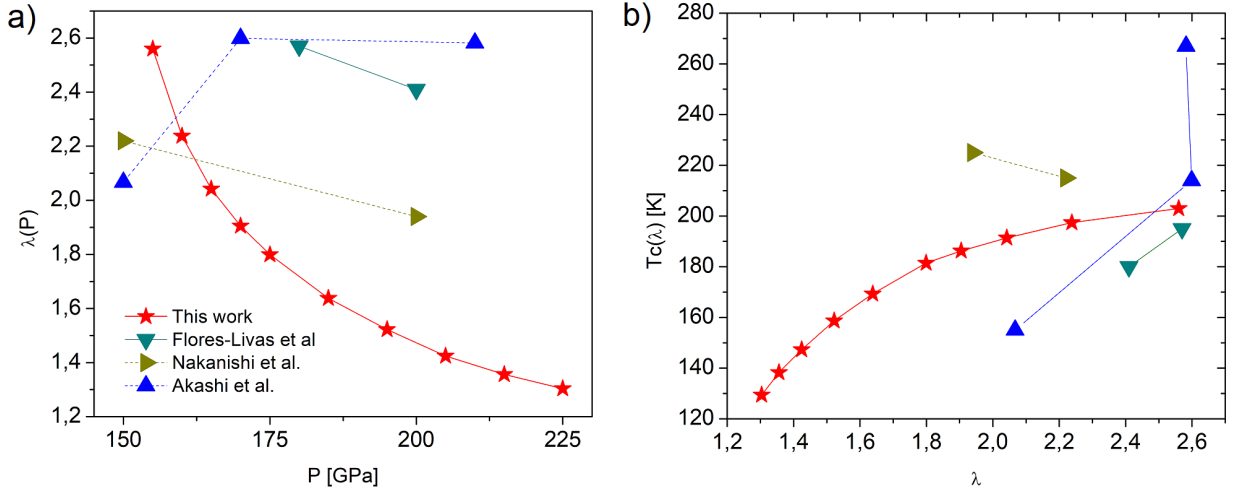 a)
2,6
2,4
2,2
2,0
1,8
1,6
1,4
1,2
λ(P)
This work
Flores-Livas et al
Nakanishi et al.
Akashi et al.
150
175
200
225
P [GPa]
b)
280
260
240
220
200
180
160
140
120
Tc(λ) [K]
1,2
1,4
1,6
1,8
2,0
2,2
2,4
2,6
λ